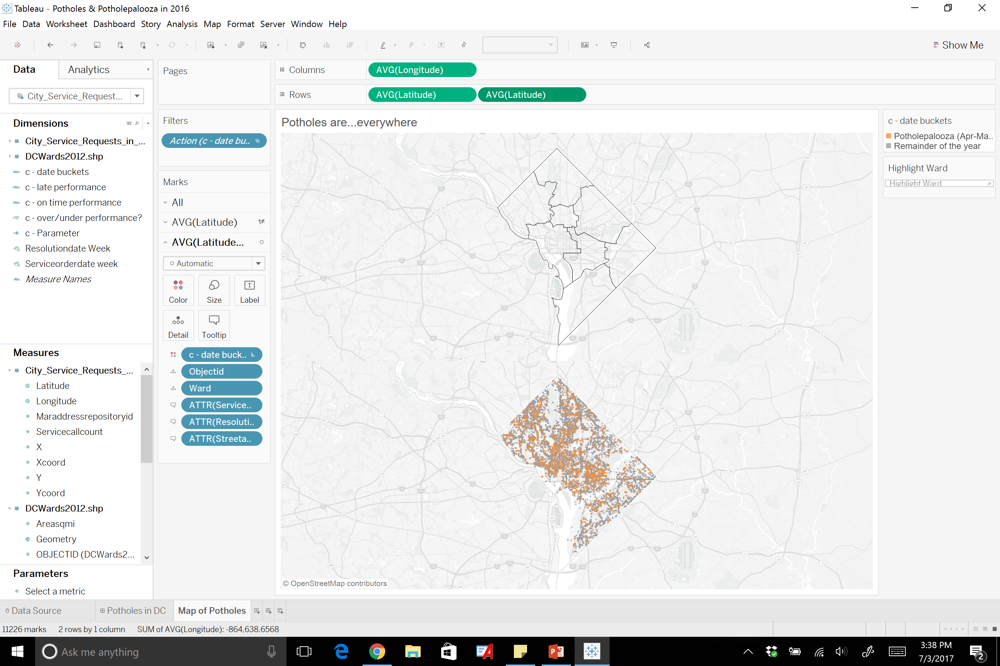 Tableau - Potholes & Potholepalooza in 2016
File Data Worksheet Dashboard Story Analysis Map Format Server Window Help
Show Me
Data Analytics
City_Service_Request...
Dimensions
City_Service_Requests_in_...
DCWards2012.shp
=Abc c - date buckets
=Abc c - late performance
=Abc c - on time performance
=T|F c - over/under performance?
c - Parameter
Resolutiondate Week
Serviceorderdate week
Abc Measure Names
Measures
City_Service_Requests_...
Latitude
Longitude
# Maraddressrepositoryid
# Servicecallcount
# X
# Xcoord
# Y
# Ycoord
DCWards2012.shp
# Areasqmi
Geometry
# OBJECTID (DCWards2...
Parameters
# Select a metric
Pages
Filters
Action (c - date bu..
Marks
All
AVG(Latitude)
AVG(Latitude...
Automatic
Color Size Label
Detail Tooltip
c - date buck..
Objectid
Ward
ATTR(Service..
ATTR(Resoluti..
ATTR(Streeta..
Columns AVG(Longitude)
Rows AVG(Latitude) AVG(Latitude)
Potholes are...everywhere
District
of Columbia
© OpenStreetMap contributors
c - date buckets
Potholepalooza (Apr-Ma..
Remainder of the year
Highlight Ward
Highlight Ward
Data Source Potholes in DC Map of Potholes
11226 marks 2 rows by 1 column SUM of AVG(Longitude): -864,638.6568
Ask me anything
3:38 PM
7/3/2017
2